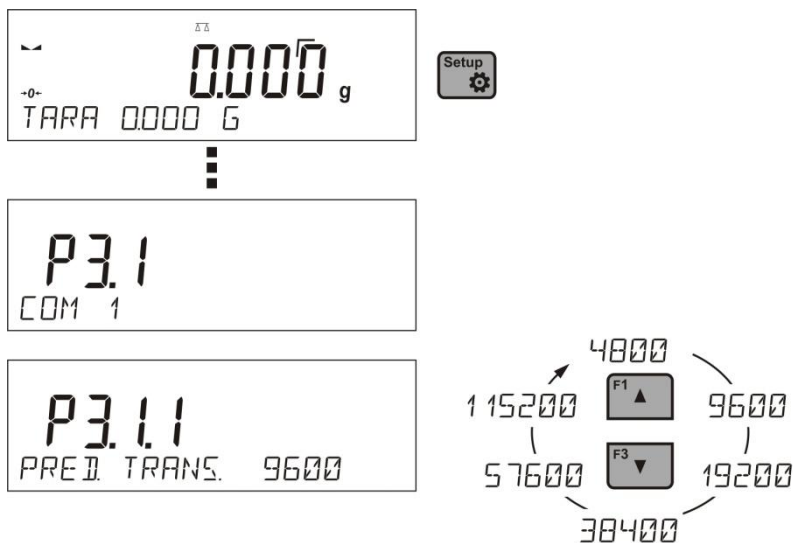 0.000 g
Setup
→0←
TARA 0.000 G
P3.1
COM 1
P3.1.1
PRED. TRANS. 9600
4800
F1
115200
9600
F3
57600
19200
38400